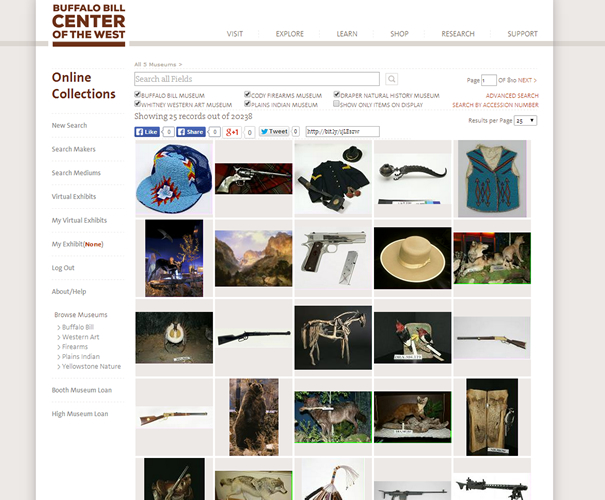 BUFFALO BILL
CENTER
OF THE WEST
VISIT EXPLORE LEARN SHOP RESEARCH SUPPORT
Online
Collections
New Search
Search Makers
Search Mediums
Virtual Exhibits
My Virtual Exhibits
My Exhibit(None)
Log Out
About/Help
Browse Museums
> Buffalo Bill
> Western Art
> Firearms
> Plains Indian
> Yellowstone Nature
Booth Museum Loan
High Museum Loan
All 5 Museums >
Search all Fields
Page 1 OF 810 NEXT >
BUFFALO BILL MUSEUM CODY FIREARMS MUSEUM DRAPER NATURAL HISTORY MUSEUM ADVANCED SEARCH
WHITNEY WESTERN ART MUSEUM PLAINS INDIAN MUSEUM SHOW ONLY ITEMS ON DISPLAY SEARCH BY ACCESSION NUMBER
Showing 25 records out of 20238
Results per Page 25
Like 0 Share 0 g+1 0 Tweet 0